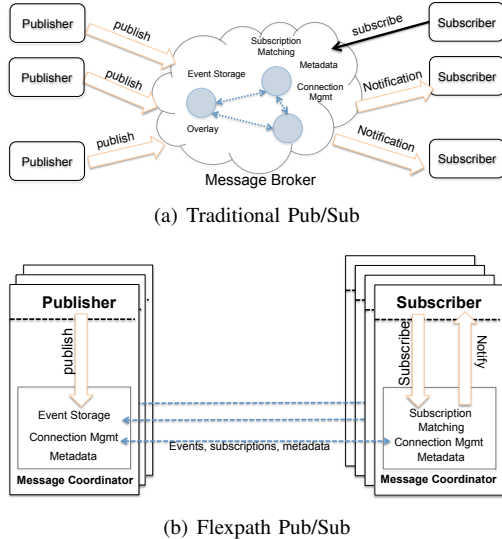 Publisher
publish
subscribe
Subscriber
Subscription
Matching
Metadata
Publisher
publish
Event Storage
Connection
Mgmt
Notification
Subscriber
Overlay
Notification
Publisher
publish
Subscriber
Message Broker
(a) Traditional Pub/Sub
Publisher
Subscriber
publish
Subscriber
Notify
Event Storage
Connection Mgmt
Metadata
Message Coordinator
Events, subscriptions, metadata
Subscription
Matching
Connection Mgmt
Metadata
Message Coordinator
(b) Flexpath Pub/Sub